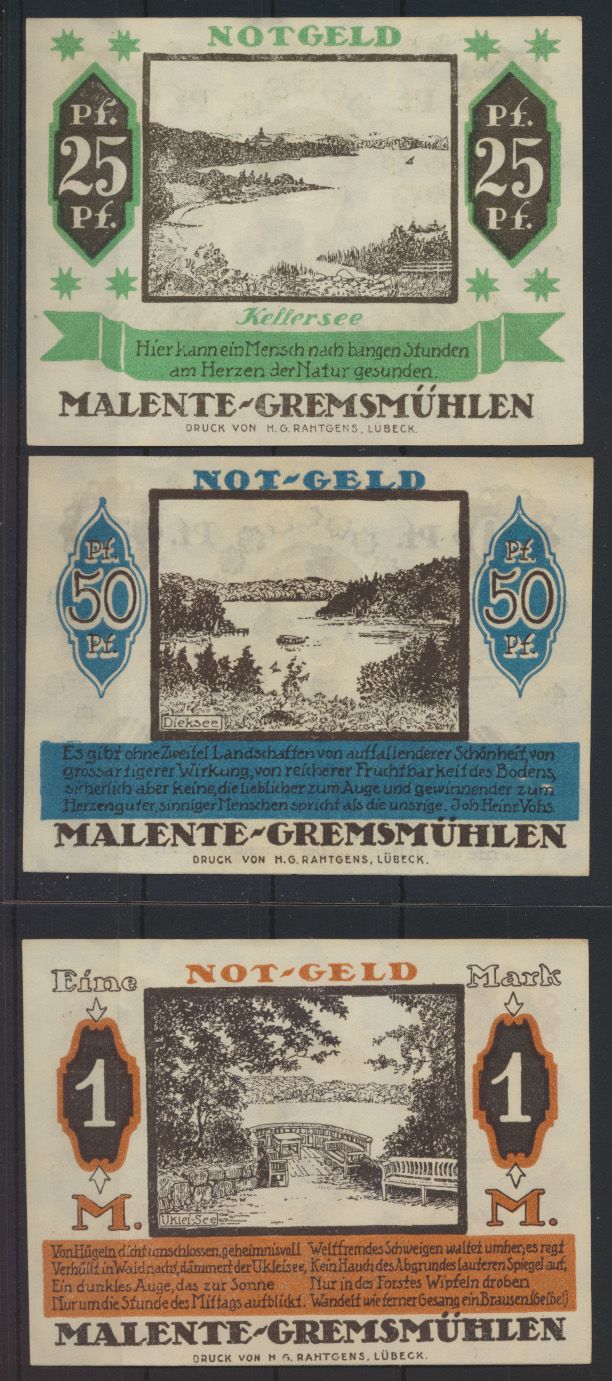 NOTGELD
Pf.
25
Pf.
Pf.
25
Pf.
Kellersee
Hier kann ein Mensch nach bangen Stunden
am Herzen der Natur gesunden.
MALENTE-GREMSMÜHLEN
DRUCK VON H.G. RAHTGENS, LÜBECK.
NOT-GELD
Pf.
50
Pf.
Pf.
50
Pf.
Dieksee
Es gibt ohne Zweifel Landschaften von auffallenderer Schönheit, von
grossartigerer Wirkung, von reicherer Fruchtbarkeit des Bodens,
sicherlich aber keine, die lieblicher zum Auge und gewinnender zum
Herzen guter, sinniger Menschen spricht als die unsrige. Joh. Heinr. Vohs.
MALENTE-GREMSMÜHLEN
DRUCK VON H.G. RAHTGENS, LÜBECK.
Eine NOT-GELD Mark
1
M.
1
M.
Uklei-See
Von Hügeln dicht umschlossen, geheimnisvoll
Verhüllt in Waldnacht, dämmert der Ukleisee,
Ein dunkles Auge, das zur Sonne
Nur um die Stunde des Mittags aufblickt.
Weltfremdes Schweigen waltet umher; es regt
Kein Hauch des Abgrundes lauteren Spiegel auf,
Nur in des Forstes Wipfeln droben
Wandelt wie ferner Gesang ein Brausen. (Geibel)
MALENTE-GREMSMÜHLEN
DRUCK VON H.G. RAHTGENS, LÜBECK.